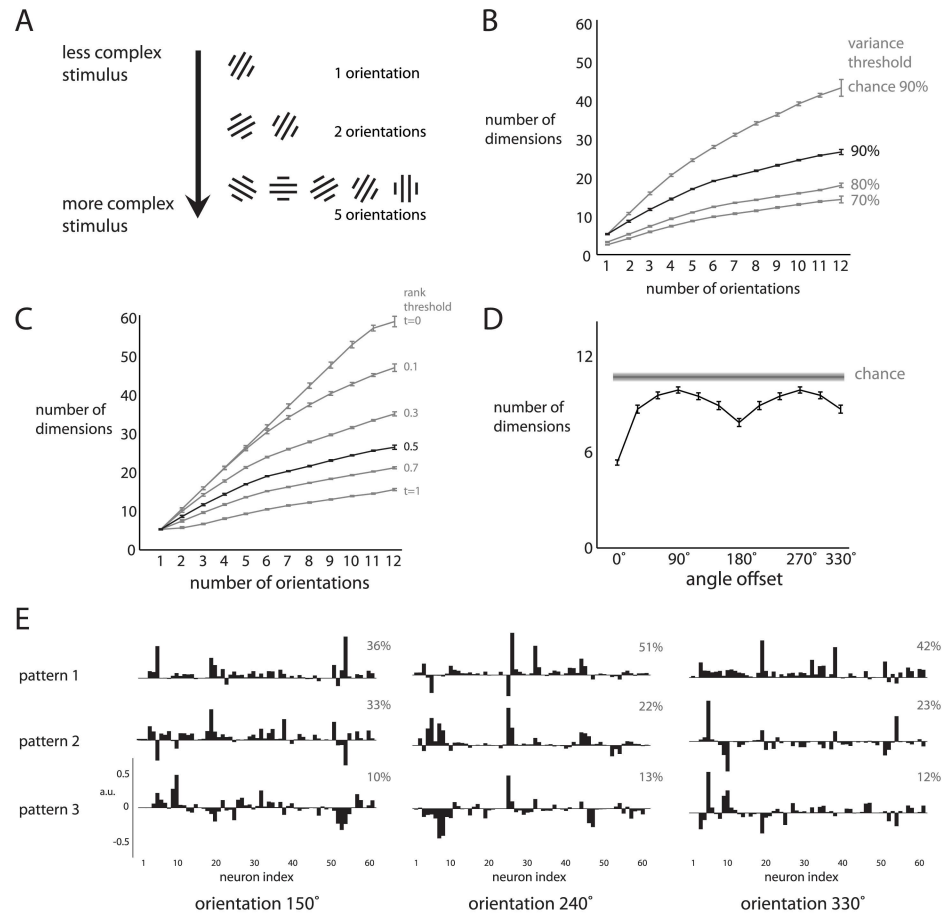 A
less complex
stimulus
1 orientation
2 orientations
more complex
stimulus
5 orientations
B
60
50
40
30
20
10
0
number of
dimensions
variance
threshold
chance 90%
90%
80%
70%
1 2 3 4 5 6 7 8 9 10 11 12
number of orientations
C
60
50
40
30
20
10
0
number of
dimensions
rank
threshold
t=0
0.1
0.3
0.5
0.7
t=1
1 2 3 4 5 6 7 8 9 10 11 12
number of orientations
D
12
6
0
number of
dimensions
chance
0° 90° 180° 270° 330°
angle offset
E
pattern 1
36%
51%
42%
pattern 2
33%
22%
23%
pattern 3
0.5
a.u.
0
-0.5
10%
13%
12%
1 10 20 30 40 50 60
neuron index
orientation 150°
1 10 20 30 40 50 60
neuron index
orientation 240°
1 10 20 30 40 50 60
neuron index
orientation 330°